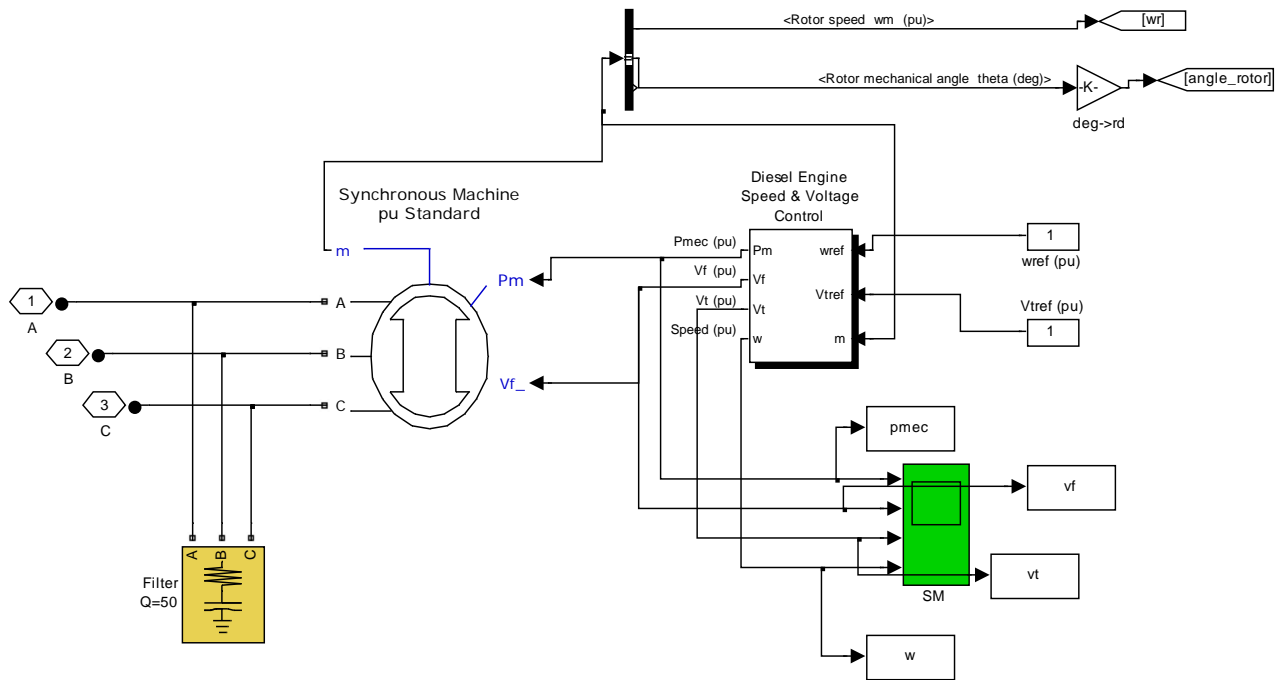 <Rotor speed wm (pu)>
[wr]
<Rotor mechanical angle theta (deg)>
-K-
[angle_rotor]
deg->rd
Synchronous Machine
pu Standard
Diesel Engine
Speed & Voltage
Control
m
Pm
Vf_
A
B
C
Pmec (pu)
Vf (pu)
Vt (pu)
Speed (pu)
Pm
Vf
Vt
w
wref
Vtref
m
1
wref (pu)
Vtref (pu)
1
1
A
2
B
3
C
pmec
vf
vt
SM
w
A
B
C
Filter
Q=50